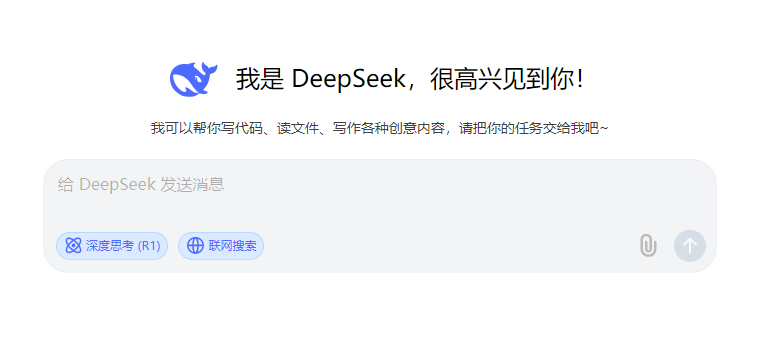 我是 DeepSeek，很高兴见到你！
我可以帮你写代码、读文件、写作各种创意内容，请把你的任务交给我吧~
给 DeepSeek 发送消息
深度思考 (R1) 联网搜索